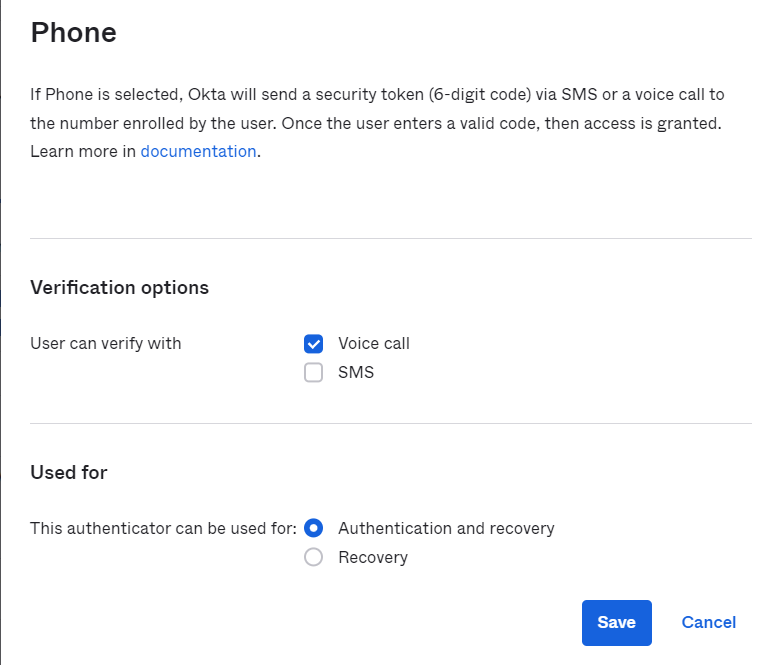 Phone
If Phone is selected, Okta will send a security token (6-digit code) via SMS or a voice call to
the number enrolled by the user. Once the user enters a valid code, then access is granted.
Learn more in documentation.
Verification options
User can verify with
Voice call
SMS
Used for
This authenticator can be used for:
Authentication and recovery
Recovery
Save
Cancel